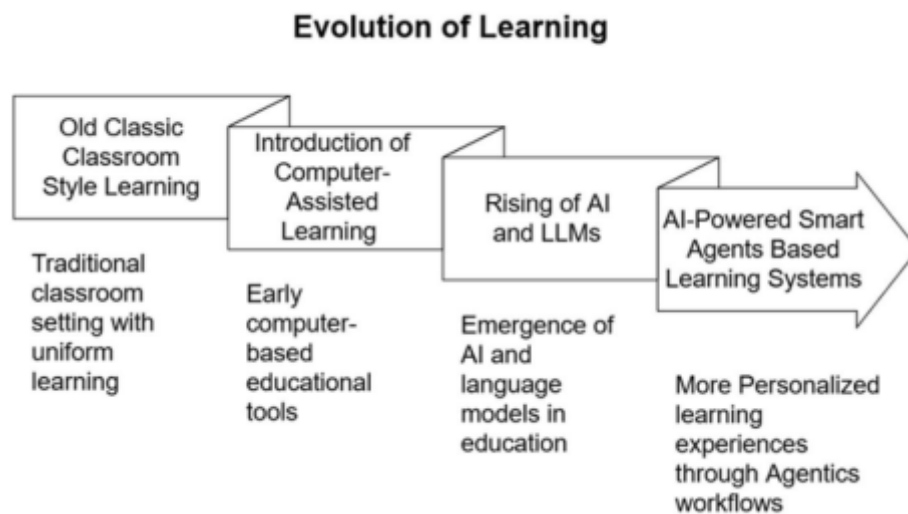 Evolution of Learning
Old Classic
Classroom
Style Learning
Traditional
classroom
setting with
uniform
learning
Introduction of
Computer-
Assisted
Learning
Early
computer-
based
educational
tools
Rising of AI
and LLMs
Emergence of
AI and
language
models in
education
AI-Powered Smart
Agents Based
Learning Systems
More Personalized
learning
experiences
through Agentics
workflows